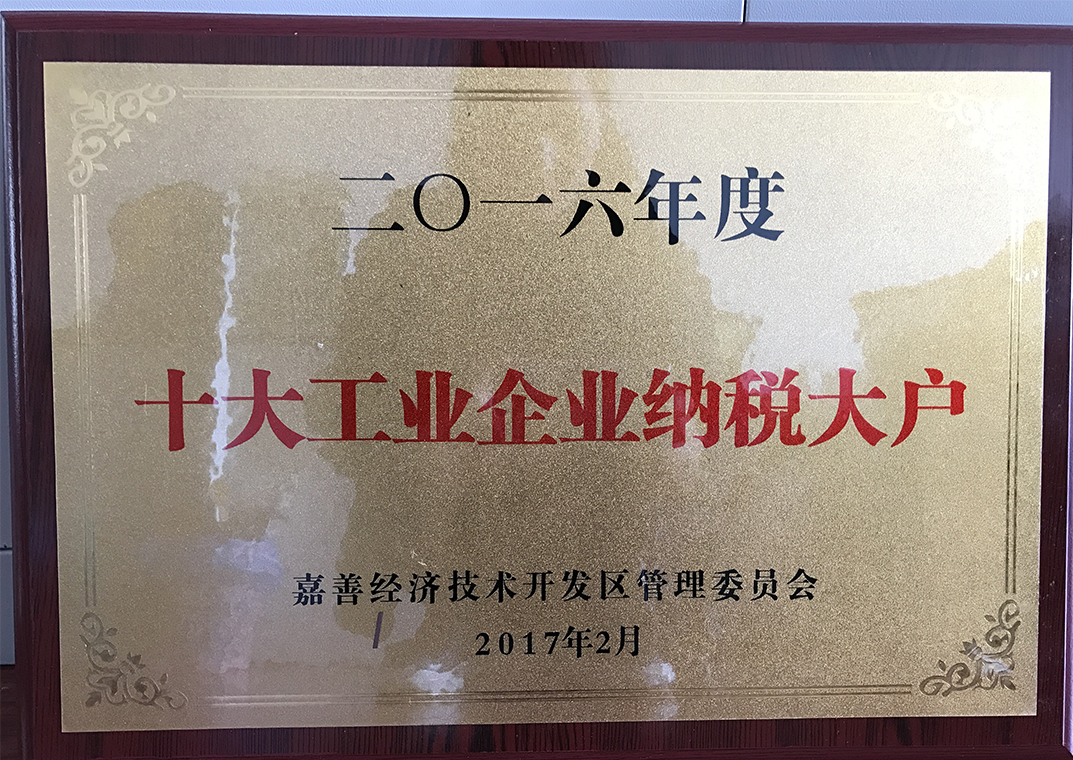 二〇一六年度
十大工业企业纳税大户
嘉善经济技术开发区管理委员会
2017年2月